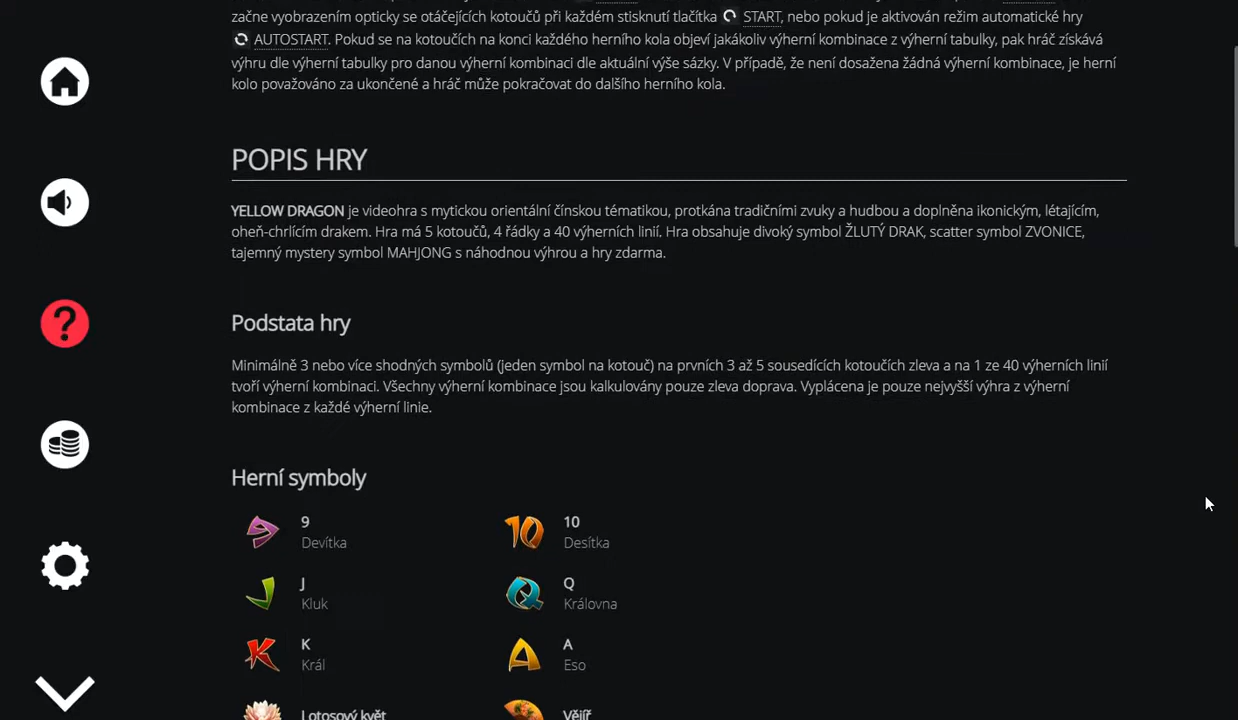 začne vyobrazením opticky se otáčejících kotoučů při každém stisknutí tlačítka START, nebo pokud je aktivován režim automatické hry
AUTOSTART. Pokud se na kotoučích na konci každého herního kola objeví jakákoliv výherní kombinace z výherní tabulky, pak hráč získává
výhru dle výherní tabulky pro danou výherní kombinaci dle aktuální výše sázky. V případě, že není dosažena žádná výherní kombinace, je herní
kolo považováno za ukončené a hráč může pokračovat do dalšího herního kola.
POPIS HRY
YELLOW DRAGON je videohra s mytickou orientální čínskou tématikou, protkána tradičními zvuky a hudbou a doplněna ikonickým, létajícím,
oheň-chrlícím drakem. Hra má 5 kotoučů, 4 řádky a 40 výherních linií. Hra obsahuje divoký symbol ŽLUTÝ DRAK, scatter symbol ZVONICE,
tajemný mystery symbol MAHJONG s náhodnou výhrou a hry zdarma.
Podstata hry
Minimálně 3 nebo více shodných symbolů (jeden symbol na kotouč) na prvních 3 až 5 sousedících kotoučích zleva a na 1 ze 40 výherních linií
tvoří výherní kombinaci. Všechny výherní kombinace jsou kalkulovány pouze zleva doprava. Vyplácena je pouze nejvyšší výhra z výherní
kombinace z každé výherní linie.
Herní symboly
9 9
Devítka
10 10
Desítka
J J
Kluk
Q Q
Královna
K K
Král
A A
Eso
Lotosový květ
Vějíř